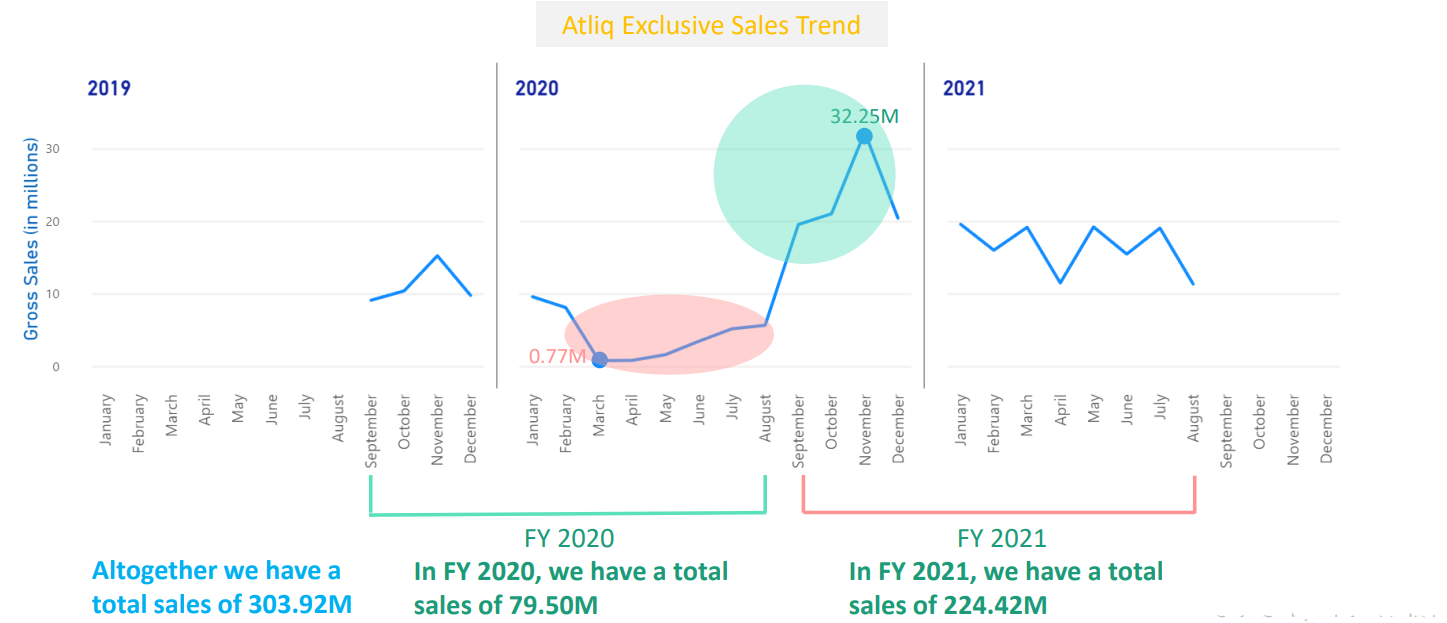 Atliq Exclusive Sales Trend
2019
2020
2021
Gross Sales (in millions)
30
20
10
0
32.25M
0.77M
January
February
March
April
May
June
July
August
September
October
November
December
January
February
March
April
May
June
July
August
September
October
November
December
January
February
March
April
May
June
July
August
September
October
November
December
FY 2020
FY 2021
Altogether we have a
total sales of 303.92M
In FY 2020, we have a total
sales of 79.50M
In FY 2021, we have a total
sales of 224.42M